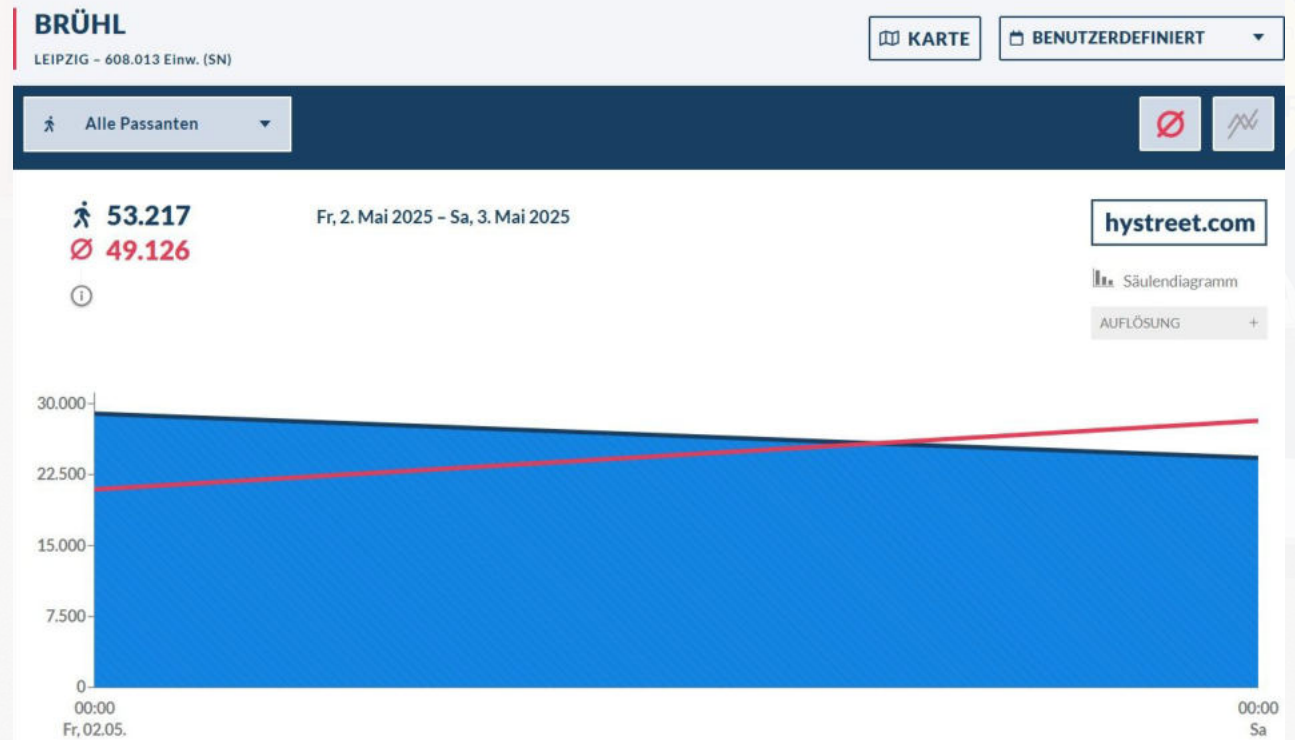 BRÜHL
LEIPZIG – 608.013 Einw. (SN)
KARTE
BENUTZERDEFINIERT
Alle Passanten
53.217
Ø 49.126
Fr, 2. Mai 2025 – Sa, 3. Mai 2025
hystreet.com
Säulendiagramm
AUFLÖSUNG +
30.000
22.500
15.000
7.500
0
00:00
Fr, 02.05.
00:00
Sa